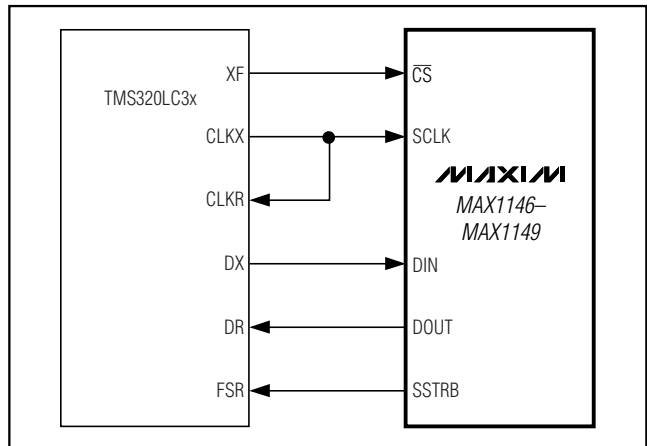 XF
CS
TMS320LC3x
CLKX
SCLK
MAXIM
CLKR
MAX1146–
MAX1149
DX
DIN
DR
DOUT
FSR
SSTRB